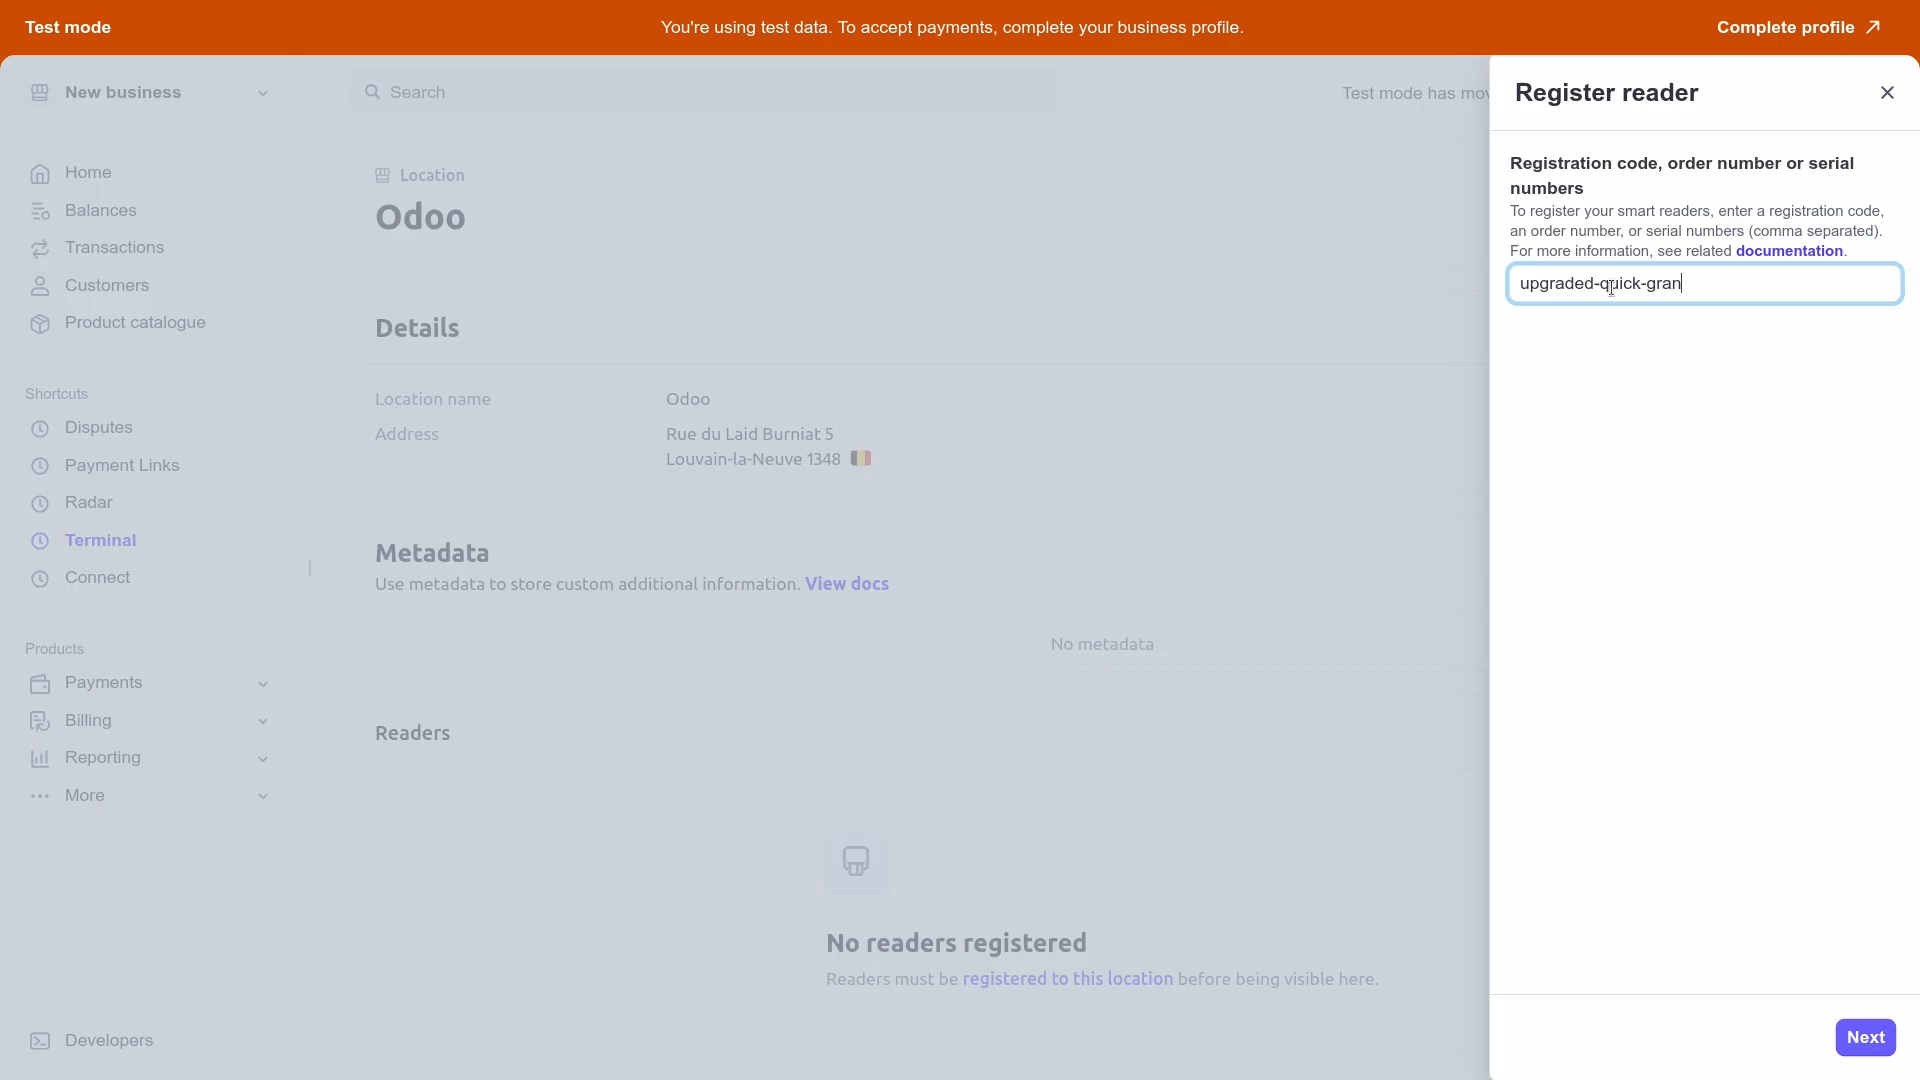 Test mode
You're using test data. To accept payments, complete your business profile.
Complete profile
New business
Search
Test mode has mov
Home
Balances
Transactions
Customers
Product catalogue
Shortcuts
Disputes
Payment Links
Radar
Terminal
Connect
Products
Payments
Billing
Reporting
More
Developers
Location
Odoo
Details
Location name Odoo
Address Rue du Laid Burniat 5
Louvain-la-Neuve 1348
Metadata
Use metadata to store custom additional information. View docs
No metadata
Readers
No readers registered
Readers must be registered to this location before being visible here.
Register reader
Registration code, order number or serial
numbers
To register your smart readers, enter a registration code,
an order number, or serial numbers (comma separated).
For more information, see related documentation.
upgraded-quick-gran
Next